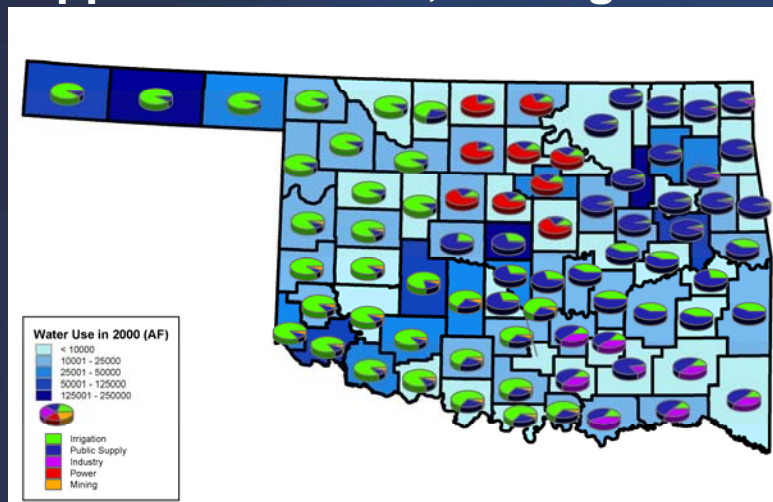 Water Use in 2000 (AF)
< 10000
10001 - 25000
25001 - 50000
50001 - 125000
125001 - 250000
Irrigation
Public Supply
Industry
Power
Mining